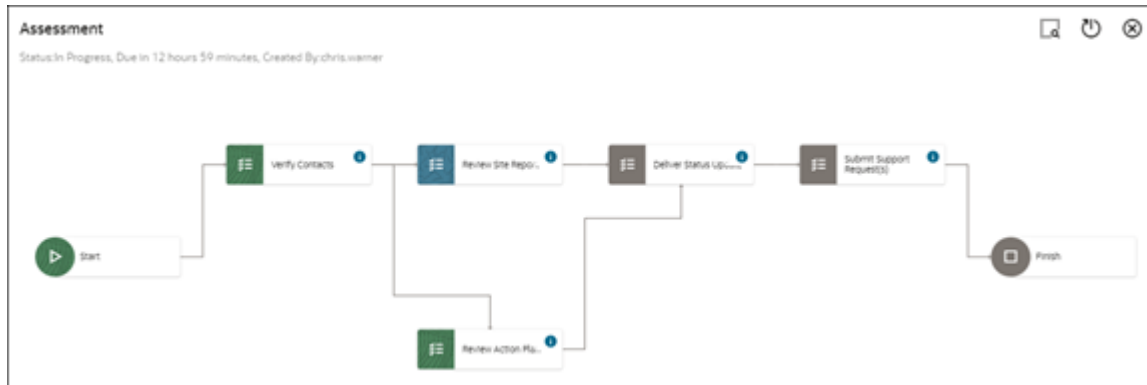 Assessment
Status:In Progress, Due in 12 hours 59 minutes, Created By:chris.warner
Verify Contacts
Review Site Repor..
Deliver Status Upda..
Submit Support
Request(s)
Start
Finish
Review Action Pla..